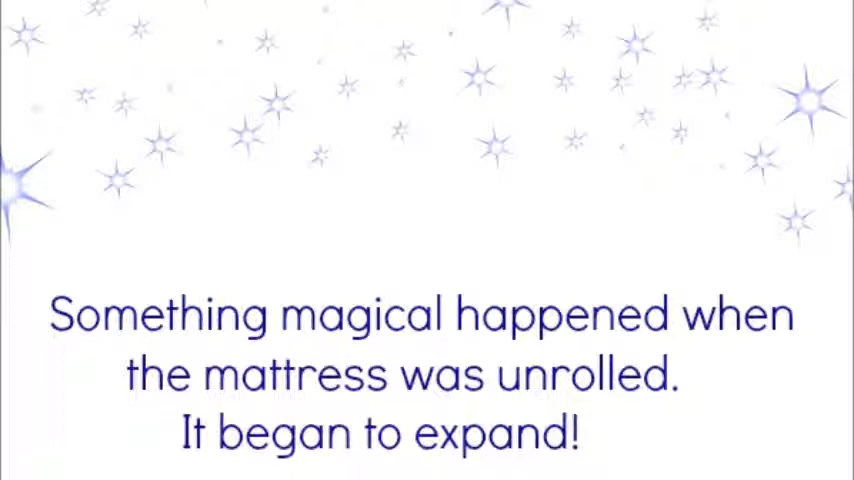 Something magical happened when
the mattress was unrolled.
It began to expand!